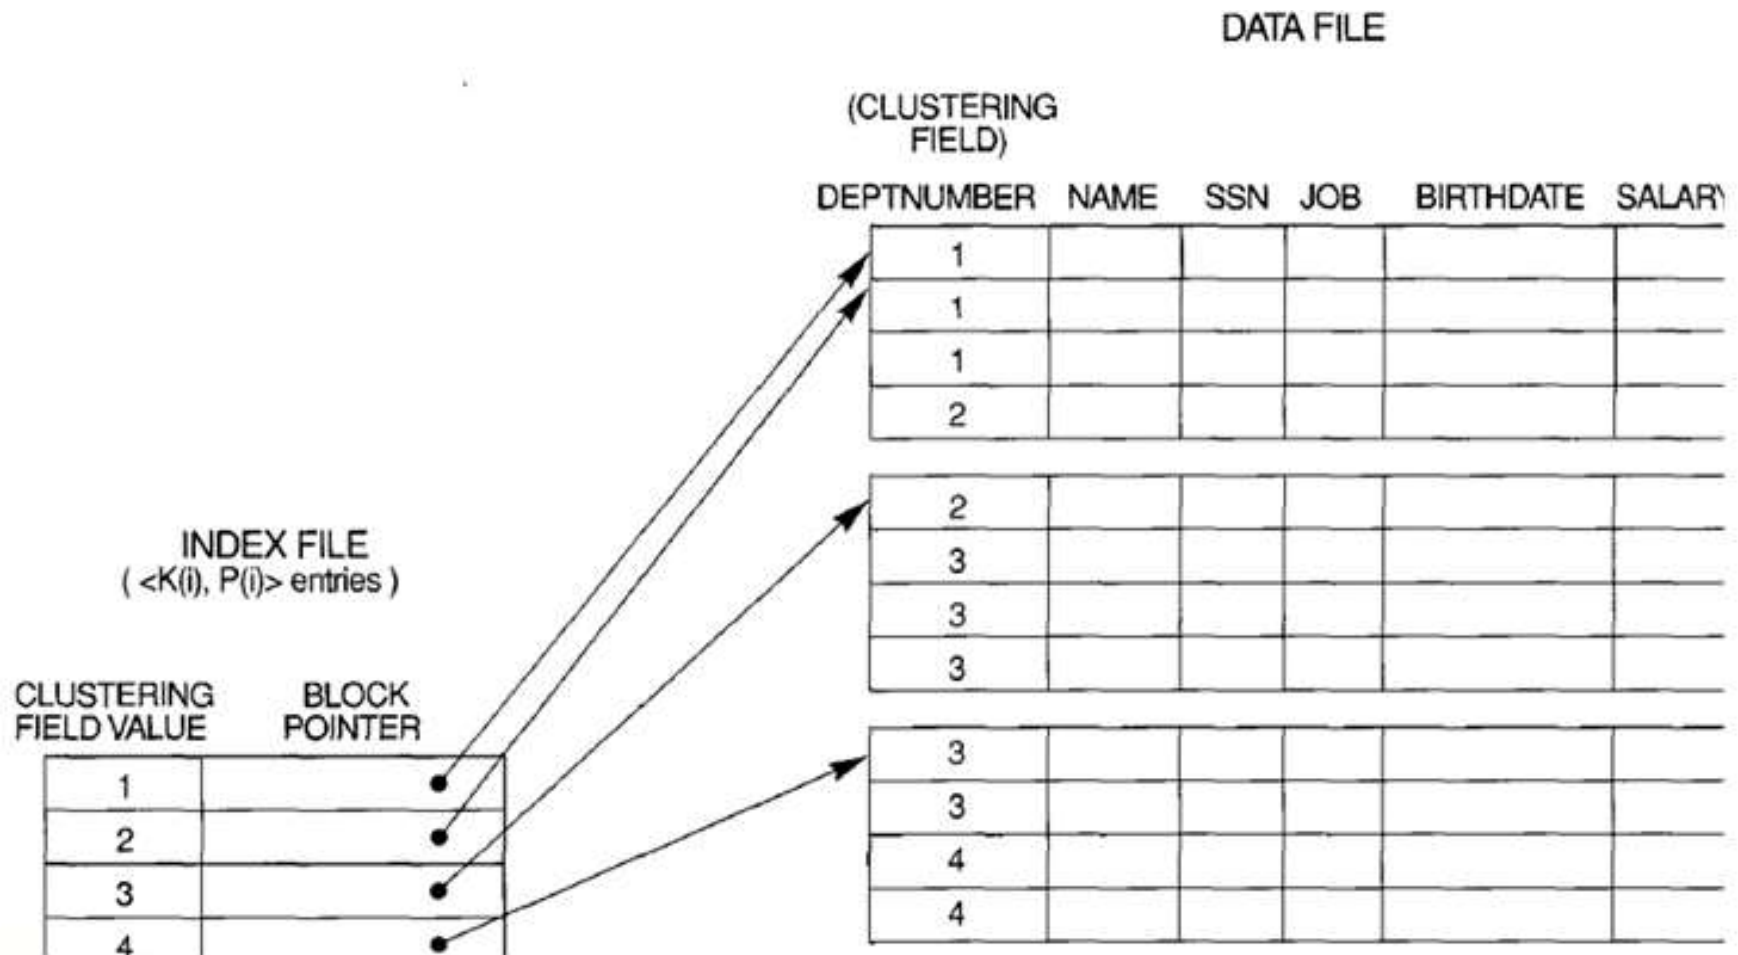 DATA FILE
(CLUSTERING
FIELD)
DEPTNUMBER NAME SSN JOB BIRTHDATE SALARY
1
1
1
2
2
3
3
3
3
3
4
4
INDEX FILE
( <K(i), P(i)> entries )
CLUSTERING
FIELD VALUE
BLOCK
POINTER
1
2
3
4